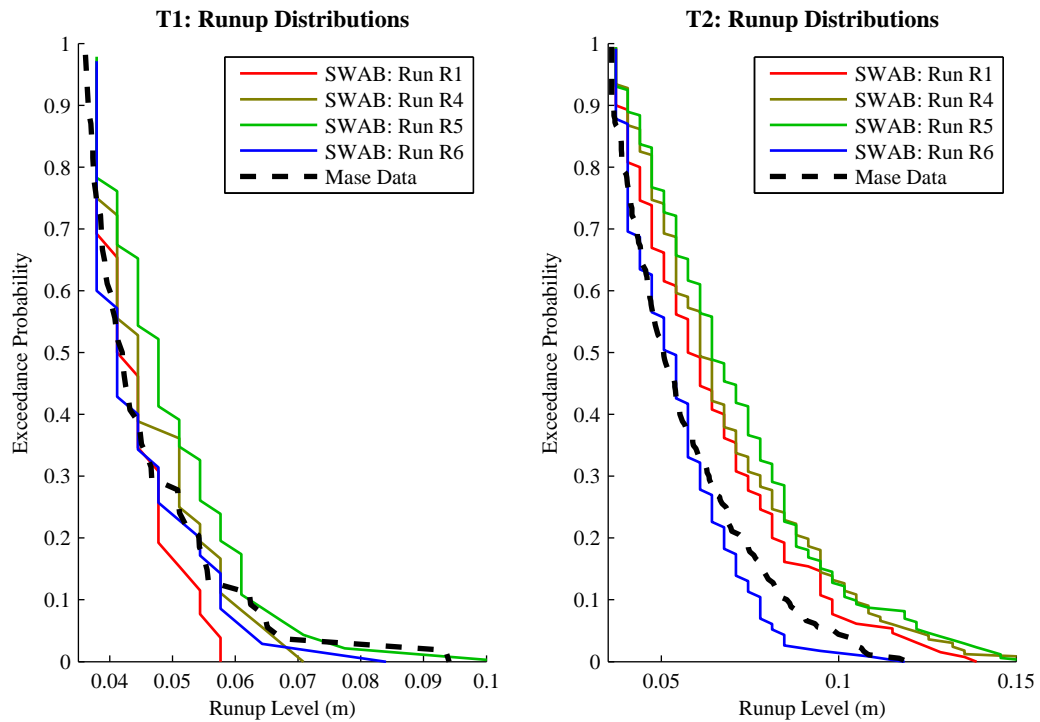 T1: Runup Distributions
1
0.9
0.8
0.7
0.6
0.5
0.4
0.3
0.2
0.1
0
Exceedance Probability
0.04
0.05
0.06
0.07
0.08
0.09
0.1
Runup Level (m)
SWAB: Run R1
SWAB: Run R4
SWAB: Run R5
SWAB: Run R6
Mase Data
T2: Runup Distributions
1
0.9
0.8
0.7
0.6
0.5
0.4
0.3
0.2
0.1
0
Exceedance Probability
0.05
0.1
0.15
Runup Level (m)
SWAB: Run R1
SWAB: Run R4
SWAB: Run R5
SWAB: Run R6
Mase Data